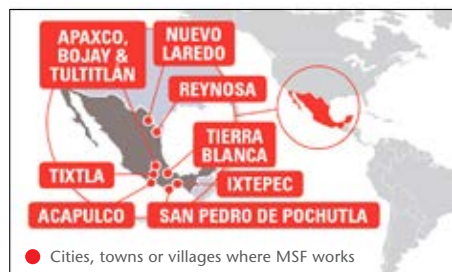 APAXCO,
BOJAY &
TULTITLÁN
NUEVO
LAREDO
REYNOSA
TIERRA
BLANCA
TIXTLA
IXTEPEC
ACAPULCO
SAN PEDRO DE POCHUTLA
Cities, towns or villages where MSF works